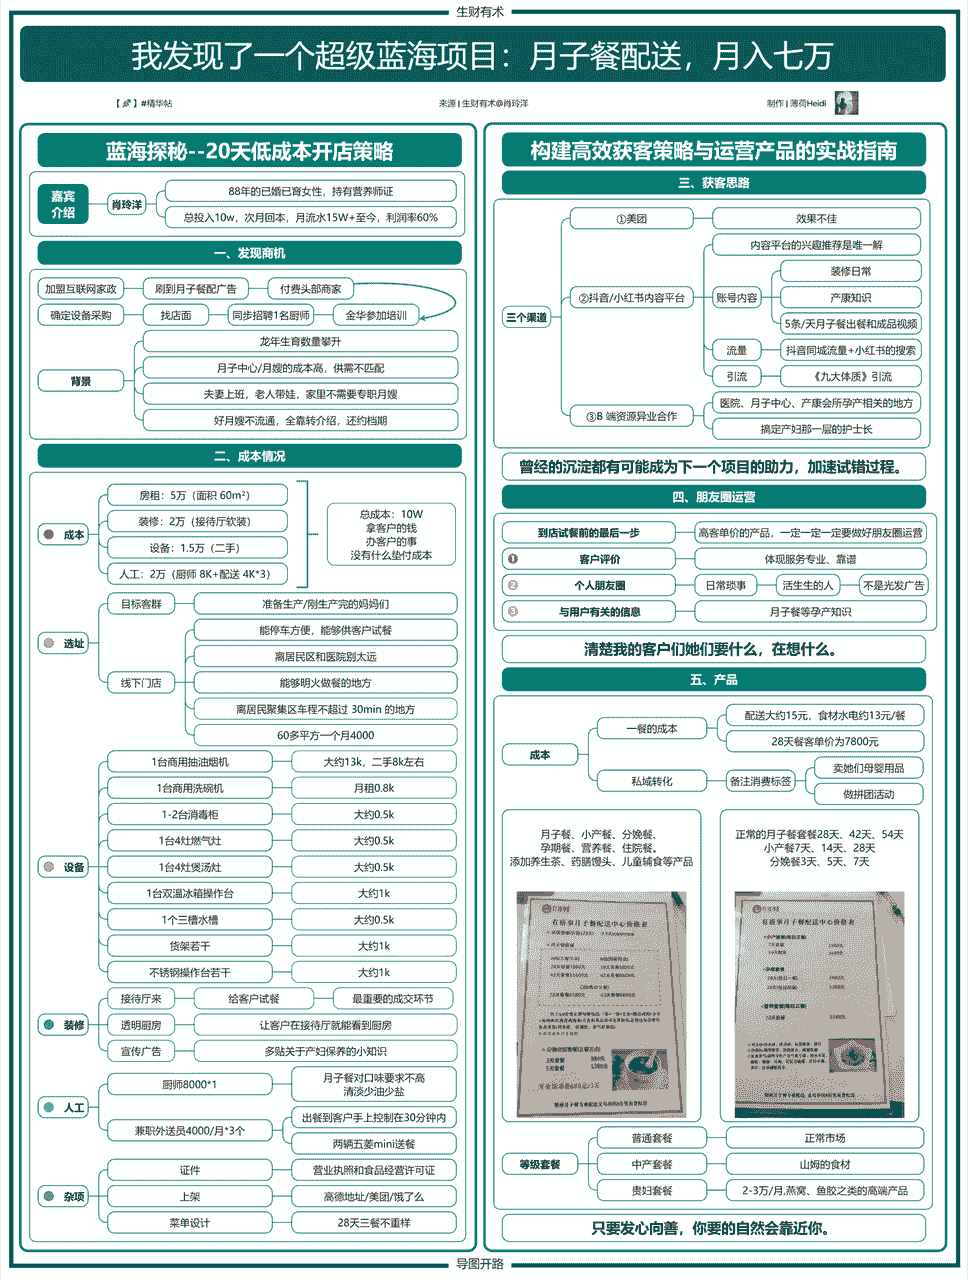 生财有术
我发现了一个超级蓝海项目：月子餐配送，月入七万
【🌶】#精华帖
来源 | 生财有术@肖玲洋
制作 | 薄荷Heidi
蓝海探秘--20天低成本开店策略
嘉宾
介绍
肖玲洋
88年的已婚已育女性，持有营养师证
总投入10w，次月回本，月流水15W+至今，利润率60%
一、发现商机
加盟互联网家政
刷到月子餐配广告
付费头部商家
确定设备采购
找店面
同步招聘1名厨师
金华参加培训
背景
龙年生育数量攀升
月子中心/月嫂的成本高，供需不匹配
夫妻上班，老人带娃，家里不需要专职月嫂
好月嫂不流通，全靠转介绍，还约档期
二、成本情况
成本
房租：5万（面积 60m²）
装修：2万（接待厅软装）
设备：1.5万（二手）
人工：2万（厨师 8K+配送 4K*3）
总成本：10W
拿客户的钱
办客户的事
没有什么垫付成本
选址
目标客群
准备生产/刚生产完的妈妈们
线下门店
能停车方便，能够供客户试餐
离居民区和医院别太远
能够明火做餐的地方
离居民聚集区车程不超过 30min 的地方
60多平方一个月4000
设备
1台商用抽油烟机
大约13k，二手8k左右
1台商用洗碗机
月租0.8k
1-2台消毒柜
大约0.5k
1台4灶燃气灶
大约0.5k
1台4灶煲汤灶
大约0.5k
1台双温冰箱操作台
大约1k
1个三槽水槽
大约0.5k
货架若干
大约1k
不锈钢操作台若干
大约1k
装修
接待厅来
给客户试餐
最重要的成交环节
透明厨房
让客户在接待厅就能看到厨房
宣传广告
多贴关于产妇保养的小知识
人工
厨师8000*1
月子餐对口味要求不高
清淡少油少盐
兼职外送员4000/月*3个
出餐到客户手上控制在30分钟内
两辆五菱mini送餐
杂项
证件
营业执照和食品经营许可证
上架
高德地址/美团/饿了么
菜单设计
28天三餐不重样
构建高效获客策略与运营产品的实战指南
三、获客思路
三个渠道
①美团
效果不佳
②抖音/小红书内容平台
内容平台的兴趣推荐是唯一解
账号内容
装修日常
产康知识
5条/天月子餐出餐和成品视频
流量
抖音同城流量+小红书的搜索
引流
《九大体质》引流
③B 端资源异业合作
医院、月子中心、产康会所孕产相关的地方
搞定产妇那一层的护士长
曾经的沉淀都有可能成为下一个项目的助力，加速试错过程。
四、朋友圈运营
到店试餐前的最后一步
高客单价的产品，一定一定一定要做好朋友圈运营
1
客户评价
体现服务专业、靠谱
2
个人朋友圈
日常琐事
活生生的人
不是光发广告
3
与用户有关的信息
月子餐等孕产知识
清楚我的客户们她们要什么，在想什么。
五、产品
成本
一餐的成本
配送大约15元，食材水电约13元/餐
28天餐客单价为7800元
私域转化
备注消费标签
卖她们母婴用品
做拼团活动
月子餐、小产餐、分娩餐、
孕期餐、营养餐、住院餐。
添加养生茶、药膳馒头、儿童辅食等产品
正常的月子餐套餐28天、42天、54天
小产餐7天、14天、28天
分娩餐3天、5天、7天
等级套餐
普通套餐
正常市场
中产套餐
山姆的食材
贵妇套餐
2-3万/月,燕窝、鱼胶之类的高端产品
只要发心向善，你要的自然会靠近你。
导图开路